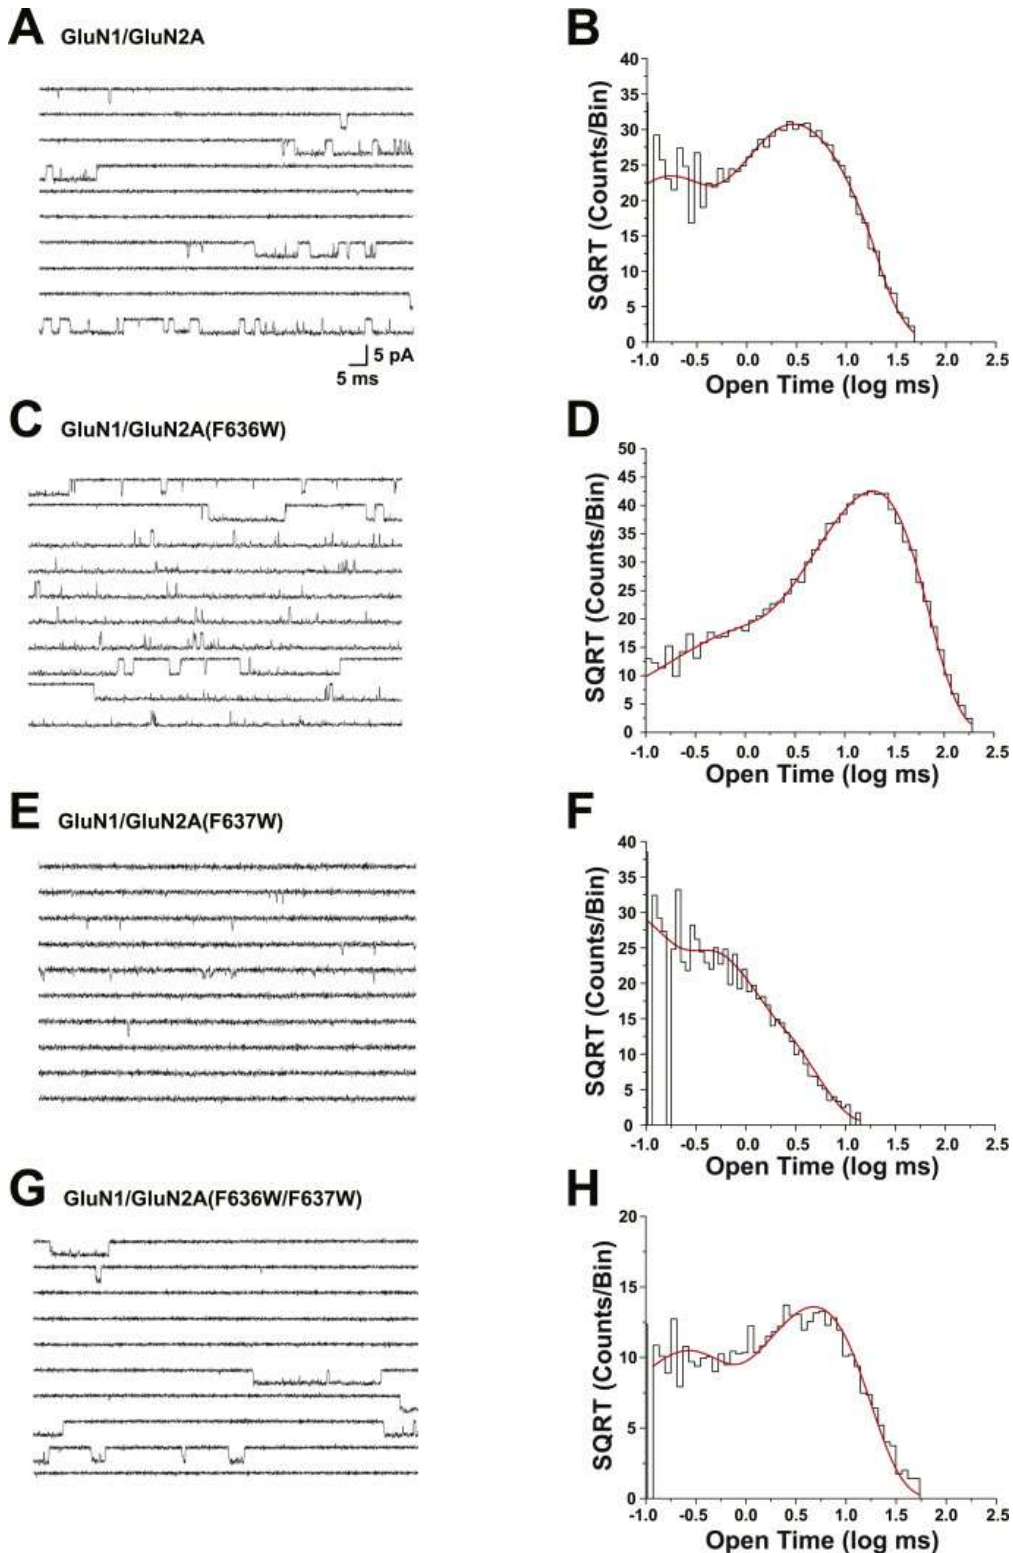 A GluN1/GluN2A
5 pA
5 ms
B
SQRT (Counts/Bin)
40
35
30
25
20
15
10
5
0
-1.0 -0.5 0.0 0.5 1.0 1.5 2.0 2.5
Open Time (log ms)
C GluN1/GluN2A(F636W)
D
SQRT (Counts/Bin)
50
45
40
35
30
25
20
15
10
5
0
-1.0 -0.5 0.0 0.5 1.0 1.5 2.0 2.5
Open Time (log ms)
E GluN1/GluN2A(F637W)
F
SQRT (Counts/Bin)
40
35
30
25
20
15
10
5
0
-1.0 -0.5 0.0 0.5 1.0 1.5 2.0 2.5
Open Time (log ms)
G GluN1/GluN2A(F636W/F637W)
H
SQRT (Counts/Bin)
20
15
10
5
0
-1.0 -0.5 0.0 0.5 1.0 1.5 2.0 2.5
Open Time (log ms)